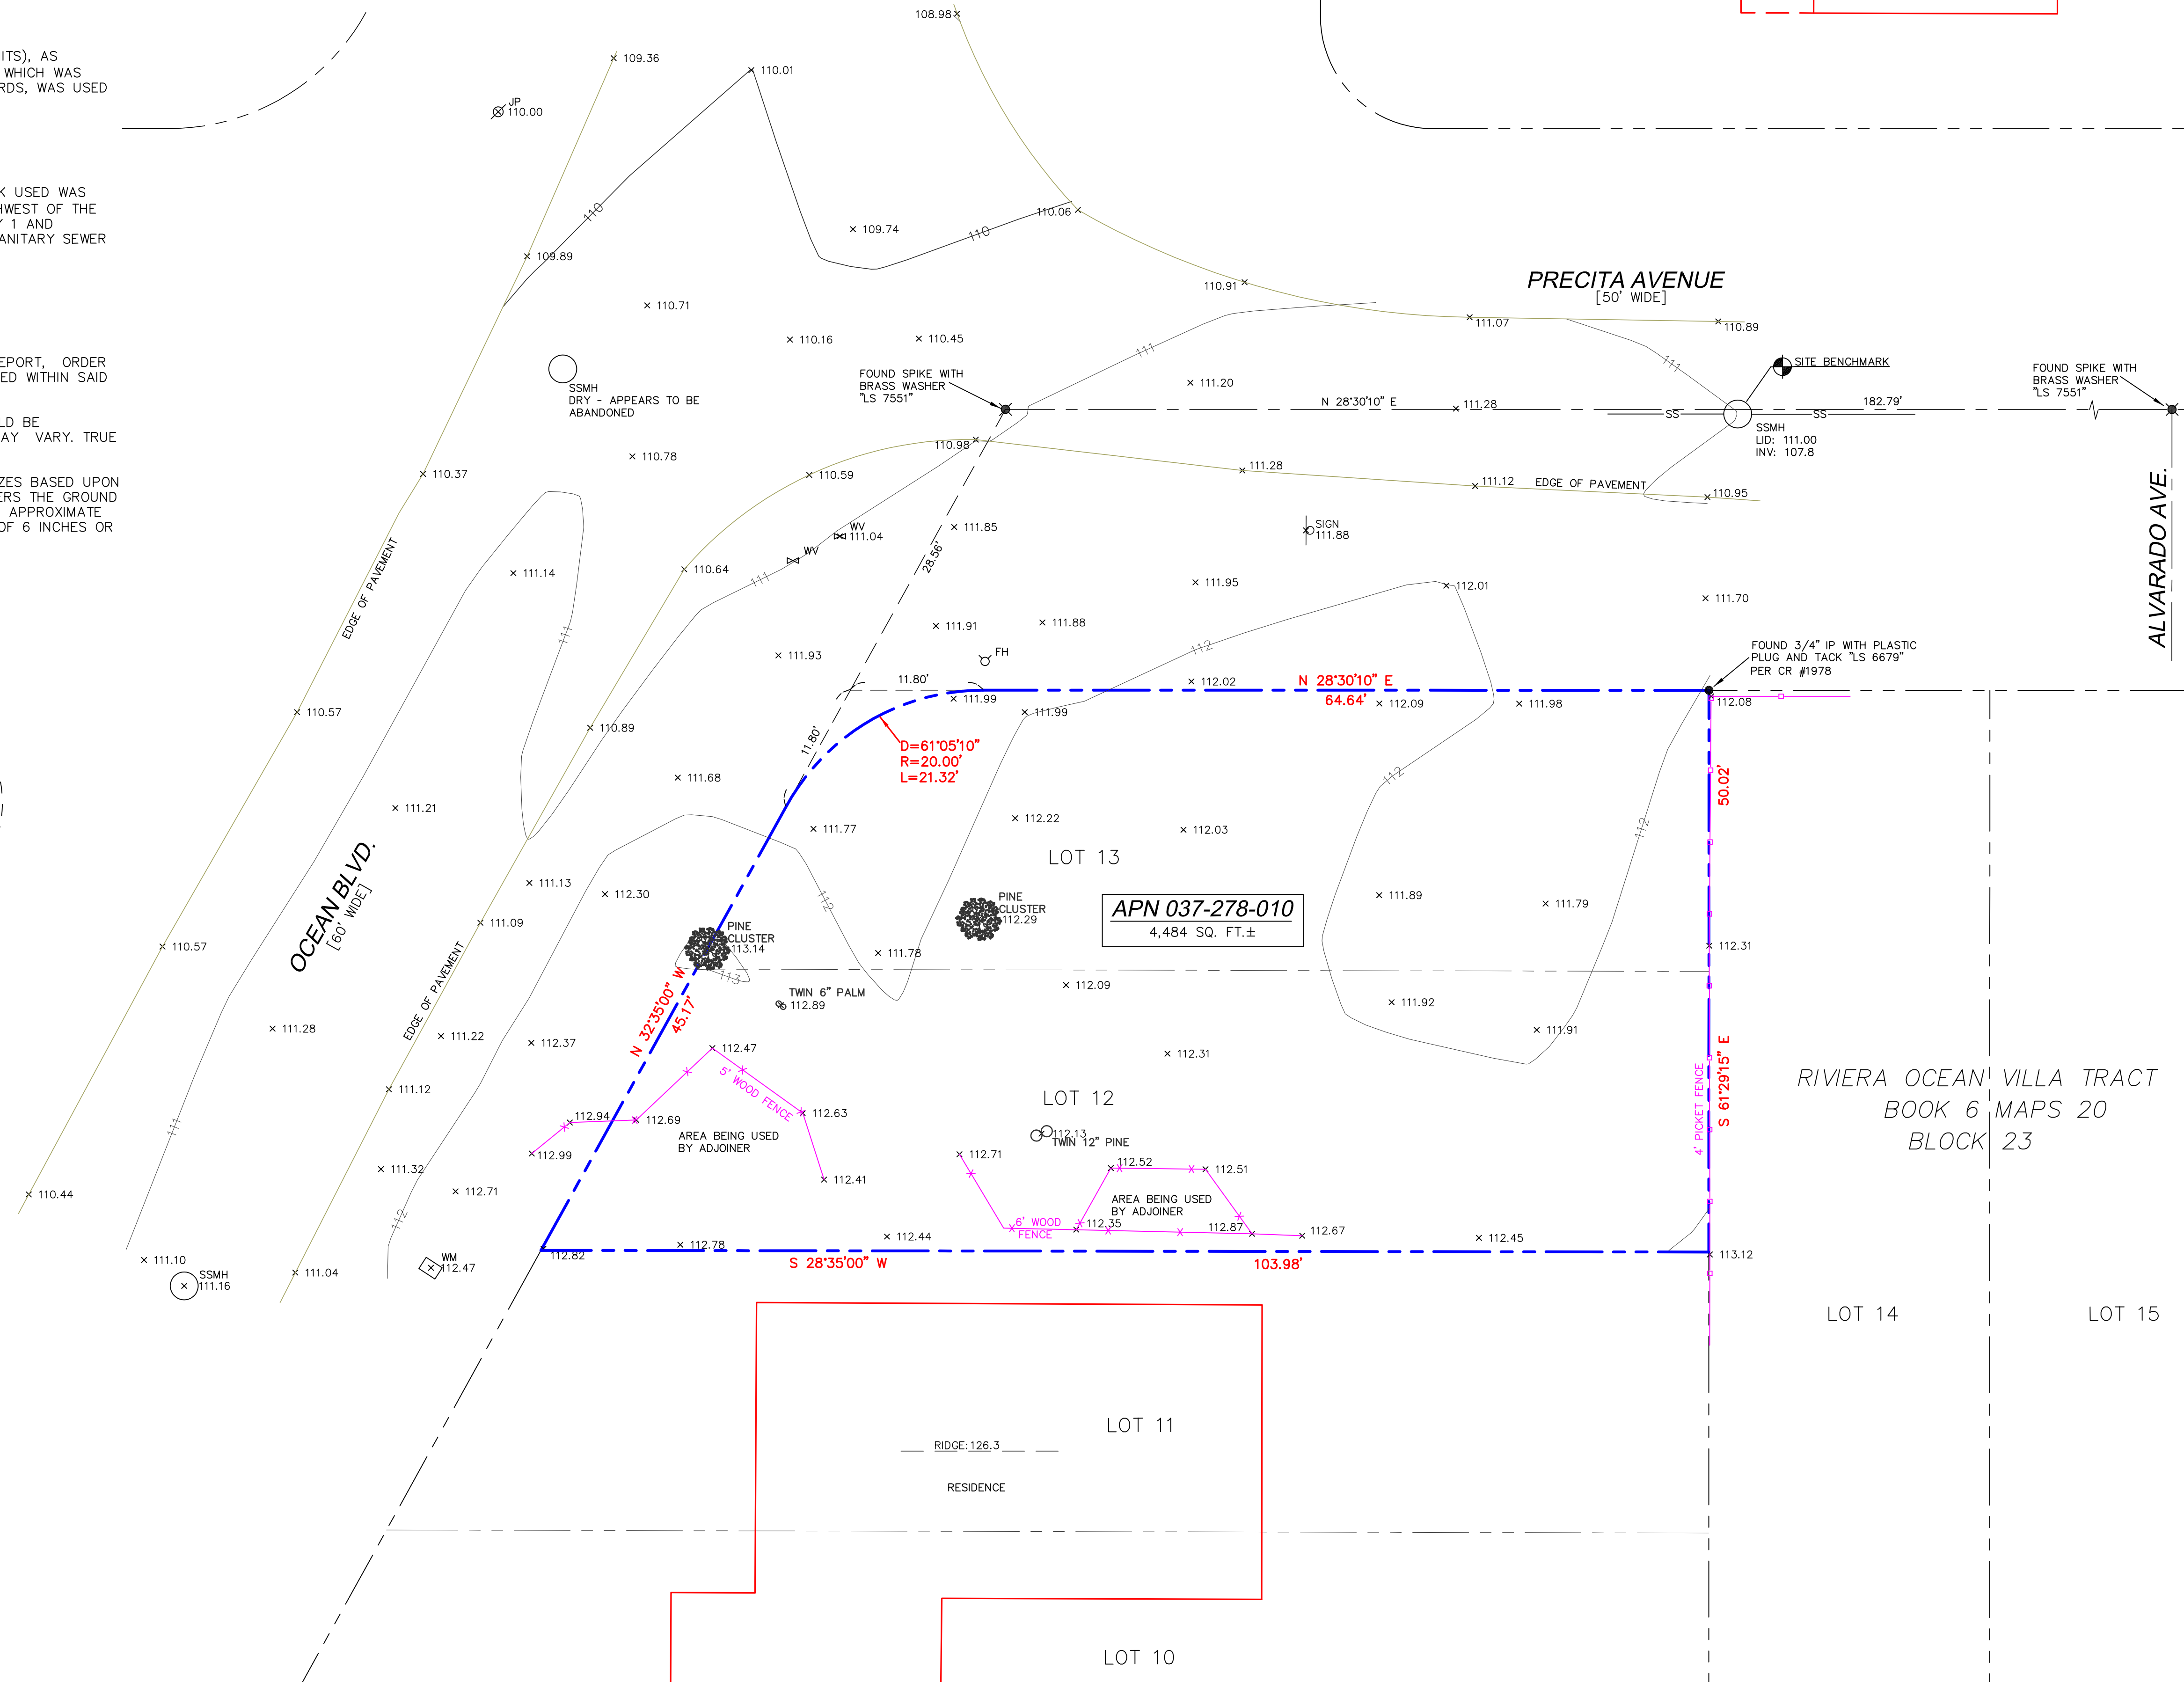 ITS), AS
WHICH WAS
RDS, WAS USED
K USED WAS
HWEST OF THE
Y 1 AND
ANITARY SEWER
EPORT, ORDER
ED WITHIN SAID
LD BE
AY VARY. TRUE
ZES BASED UPON
ERS THE GROUND
APPROXIMATE
OF 6 INCHES OR
108.98
109.36
110.01
JP
110.00
110
109.74
110.06
110
109.89
110.91
PRECITA AVENUE
[50' WIDE]
110.71
111.07
110.89
110.16
110.45
111
111
SITE BENCHMARK
FOUND SPIKE WITH
BRASS WASHER
"LS 7551"
FOUND SPIKE WITH
BRASS WASHER
"LS 7551"
SSMH
DRY - APPEARS TO BE
ABANDONED
111.20
N 28°30'10" E
111.28
SS
SS
182.79'
SSMH
LID: 111.00
INV: 107.8
110.98
110.78
110.37
110.59
111.28
111.12
EDGE OF PAVEMENT
110.95
ALVARADO AVE.
WV
111.04
111.85
SIGN
111.88
WV
28.56'
111.14
110.64
111
EDGE OF PAVEMENT
111
111.95
112.01
111.70
111.91
111.88
111.93
FH
112
FOUND 3/4" IP WITH PLASTIC
PLUG AND TACK "LS 6679"
PER CR #1978
11.80'
112.02
N 28°30'10" E
64.64'
111.99
111.99
112.09
111.98
112.08
110.57
110.89
11.80'
D=61°05'10"
R=20.00'
L=21.32'
111.68
112
50.02'
111.21
111.77
112.22
112.03
112
LOT 13
OCEAN BLVD.
[60' WIDE]
111.13
112.30
112
PINE
CLUSTER
112.29
APN 037-278-010
4,484 SQ. FT.±
111.89
111.79
110.57
111.09
PINE
CLUSTER
113.14
111.78
112.31
113
EDGE OF PAVEMENT
TWIN 6" PALM
112.89
112.09
111.92
N 32°35'00" W
45.17'
111.28
111.22
112.37
112.47
111.91
112.31
S 61°29'15" E
4' PICKET FENCE
5' WOOD FENCE
RIVIERA OCEAN VILLA TRACT
BOOK 6 MAPS 20
BLOCK 23
111.12
LOT 12
111
112.94
112.69
112.63
AREA BEING USED
BY ADJOINER
112.13
TWIN 12" PINE
112.99
112.71
111.32
112.52
112.51
112.41
110.44
112.71
112
AREA BEING USED
BY ADJOINER
6' WOOD
FENCE
112.35
112.87
112.67
112.78
112.44
112.45
112.82
113.12
111.10
WM
112.47
S 28°35'00" W
103.98'
SSMH
111.16
111.04
LOT 14
LOT 15
LOT 11
RIDGE: 126.3
RESIDENCE
LOT 10